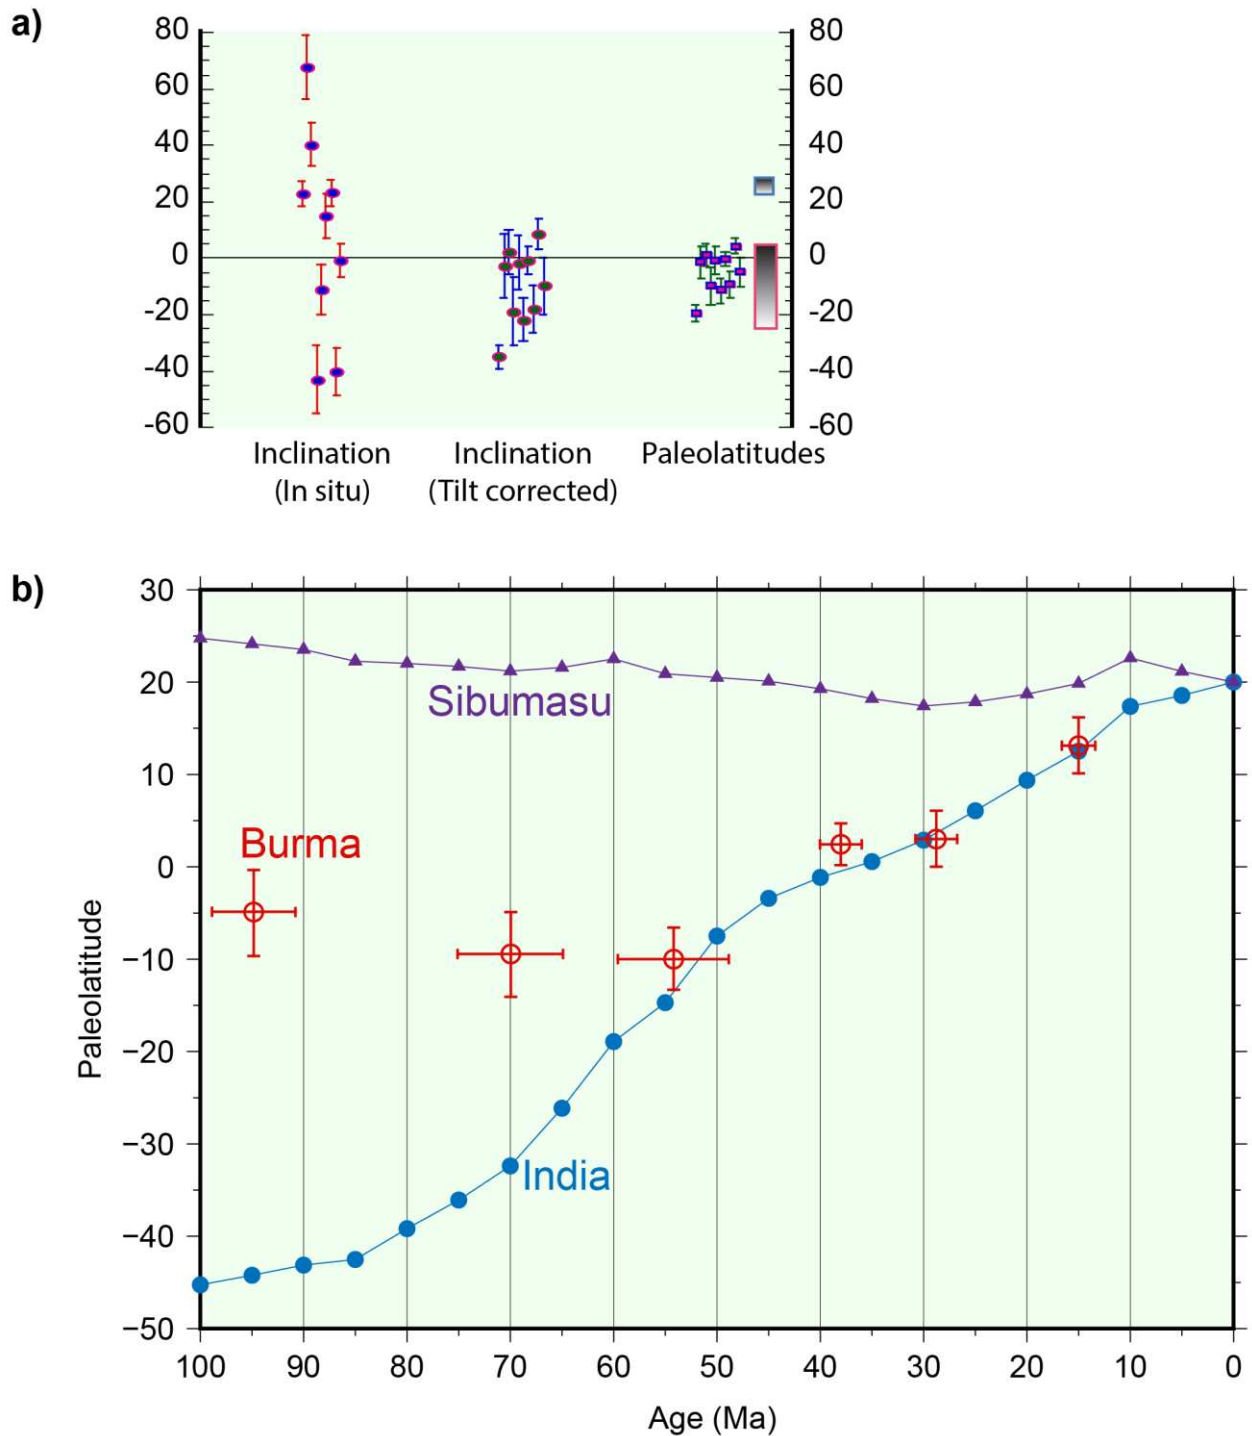 a)
80 80
60 60
40 40
20 20
0 0
-20 -20
-40 -40
-60 -60
Inclination Inclination Paleolatitudes
(In situ) (Tilt corrected)
b)
30
20
10
0
−10
−20
−30
−40
−50
Paleolatitude
Sibumasu
Burma
India
100 90 80 70 60 50 40 30 20 10 0
Age (Ma)